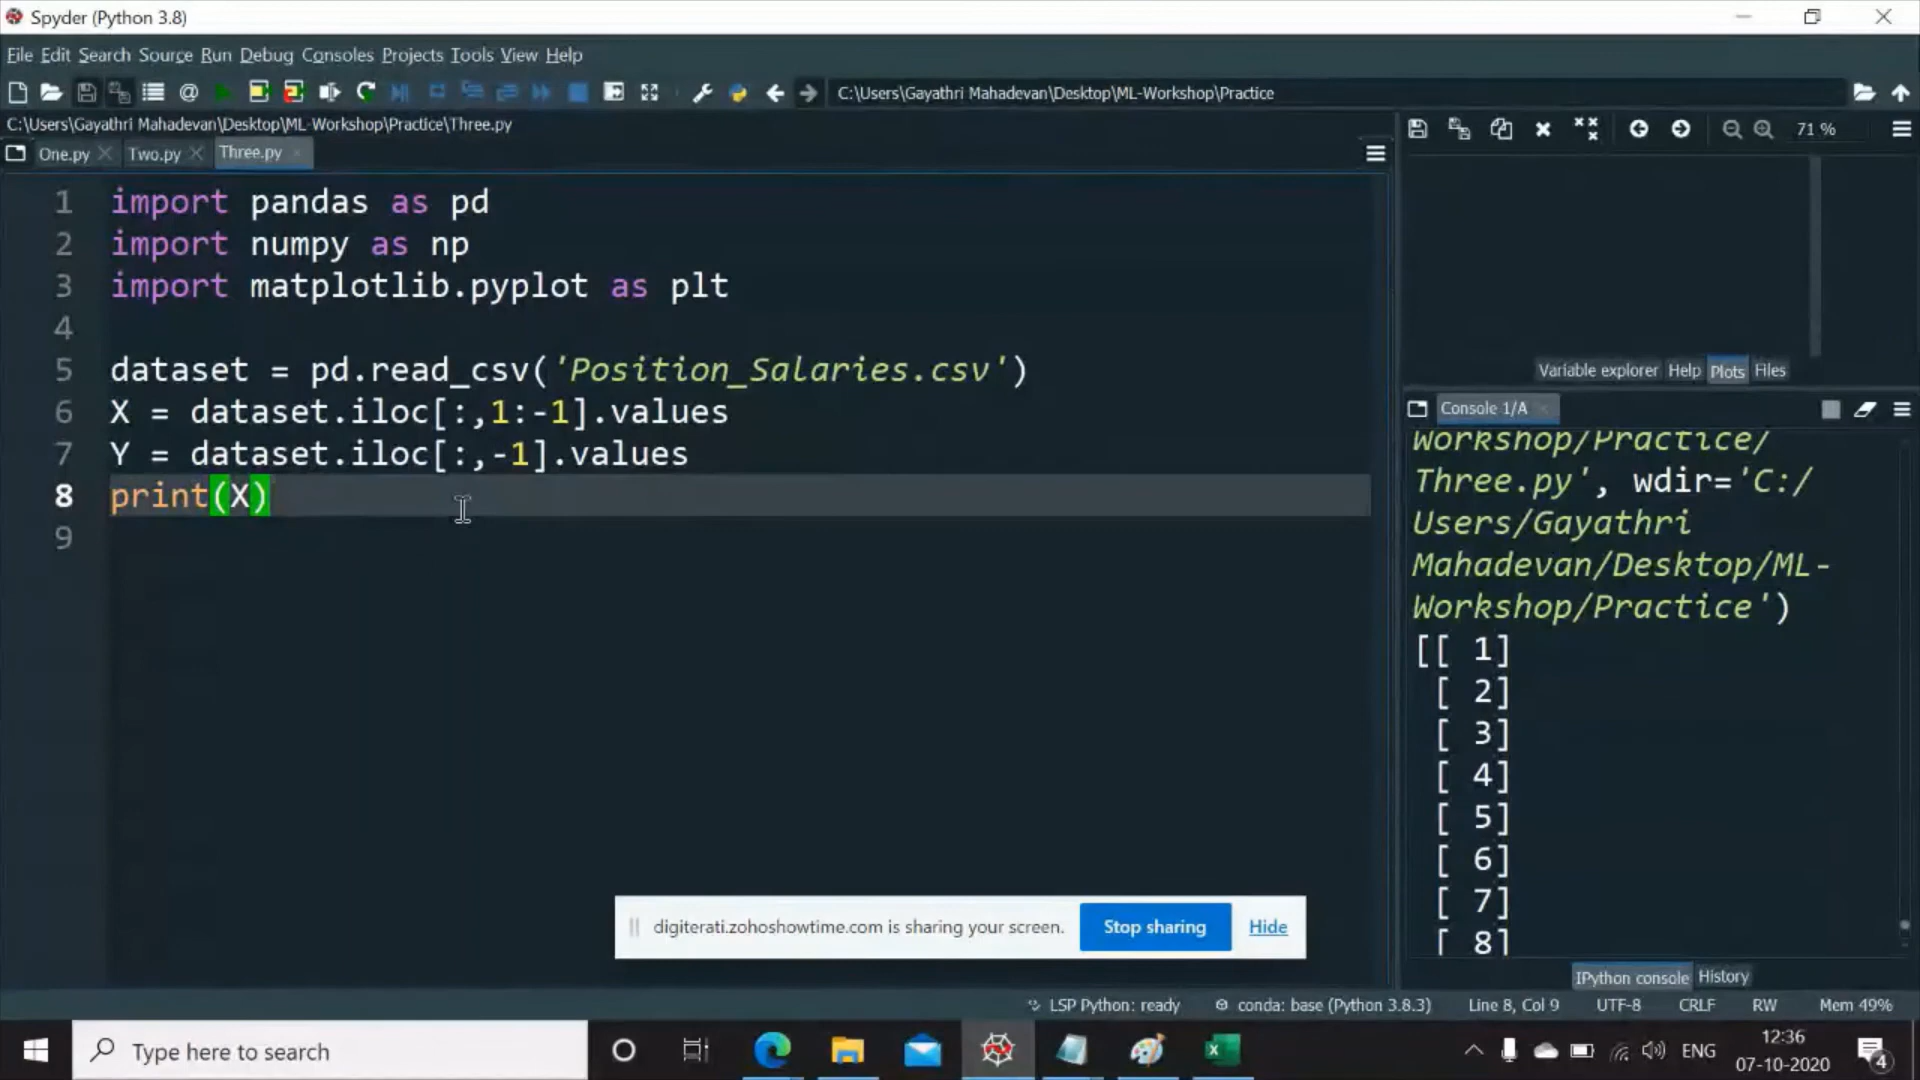 Spyder (Python 3.8)
File Edit Search Source Run Debug Consoles Projects Tools View Help
C:\Users\Gayathri Mahadevan\Desktop\ML-Workshop\Practice
C:\Users\Gayathri Mahadevan\Desktop\ML-Workshop\Practice\Three.py
One.py Two.py Three.py
71 %
1 import pandas as pd
2 import numpy as np
3 import matplotlib.pyplot as plt
4
5 dataset = pd.read_csv('Position_Salaries.csv')
6 X = dataset.iloc[:,1:-1].values
7 Y = dataset.iloc[:,-1].values
8 print(X)
9
Variable explorer Help Plots Files
Console 1/A
Workshop/Practice/
Three.py', wdir='C:/
Users/Gayathri
Mahadevan/Desktop/ML-
Workshop/Practice')
[[ 1]
[ 2]
[ 3]
[ 4]
[ 5]
[ 6]
[ 7]
[ 8]
digiterati.zohoshowtime.com is sharing your screen. Stop sharing Hide
IPython console History
LSP Python: ready conda: base (Python 3.8.3) Line 8, Col 9 UTF-8 CRLF RW Mem 49%
Type here to search
ENG
12:36
07-10-2020
4